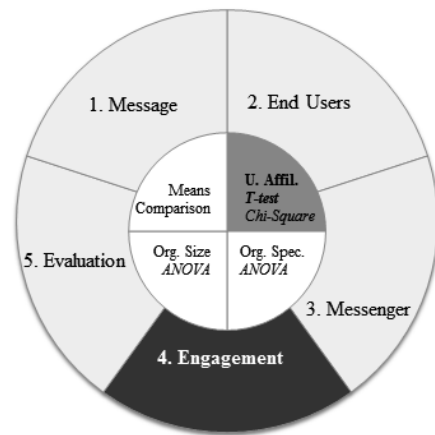 1. Message
2. End Users
Means
Comparison
U. Affil.
T-test
Chi-Square
5. Evaluation
Org. Size
ANOVA
Org. Spec.
ANOVA
3. Messenger
4. Engagement